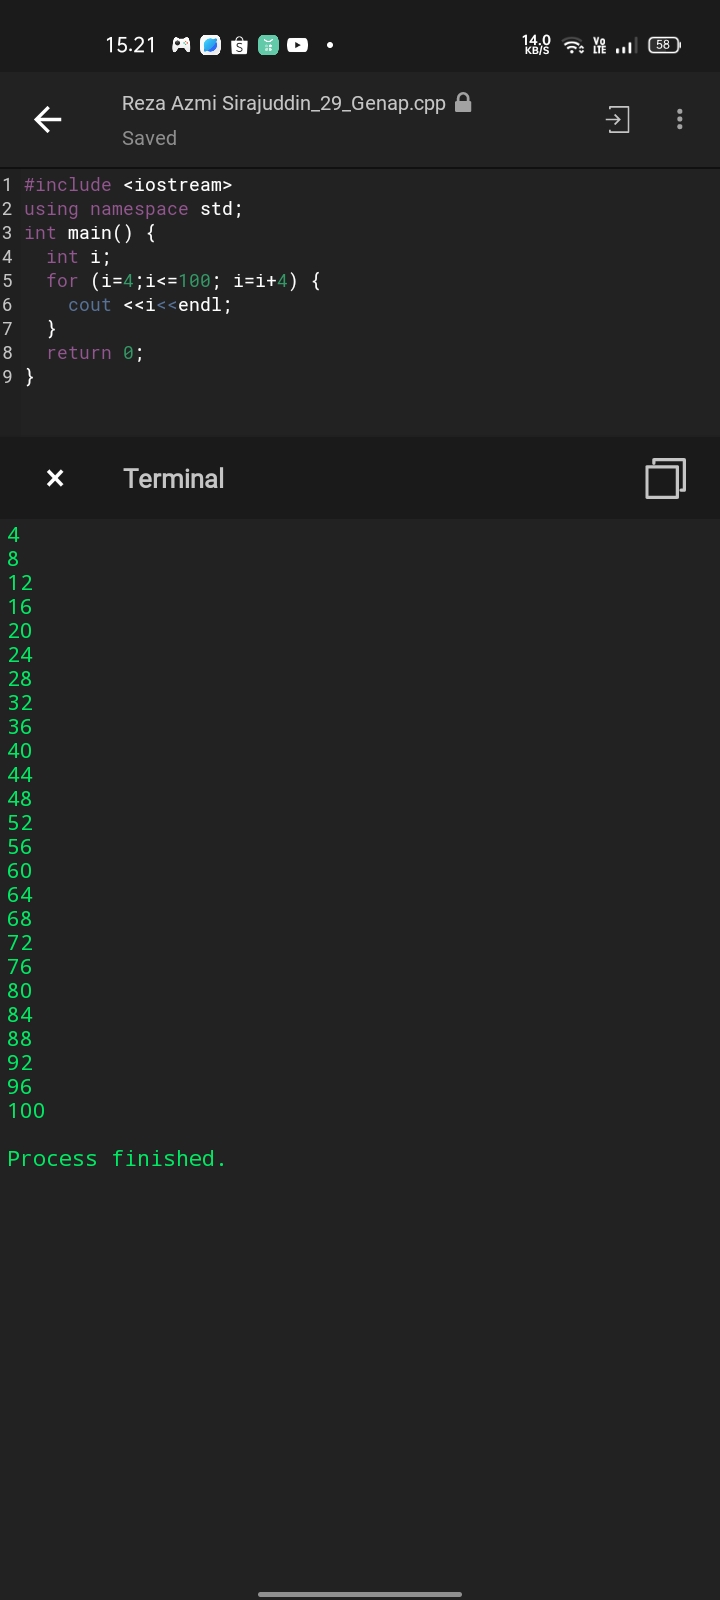 15.21
14.0 KB/S Vo LTE 58
Reza Azmi Sirajuddin_29_Genap.cpp
Saved
1 #include <iostream>
2 using namespace std;
3 int main() {
4   int i;
5   for (i=4;i<=100; i=i+4) {
6     cout <<i<<endl;
7   }
8   return 0;
9 }
Terminal
4
8
12
16
20
24
28
32
36
40
44
48
52
56
60
64
68
72
76
80
84
88
92
96
100
Process finished.